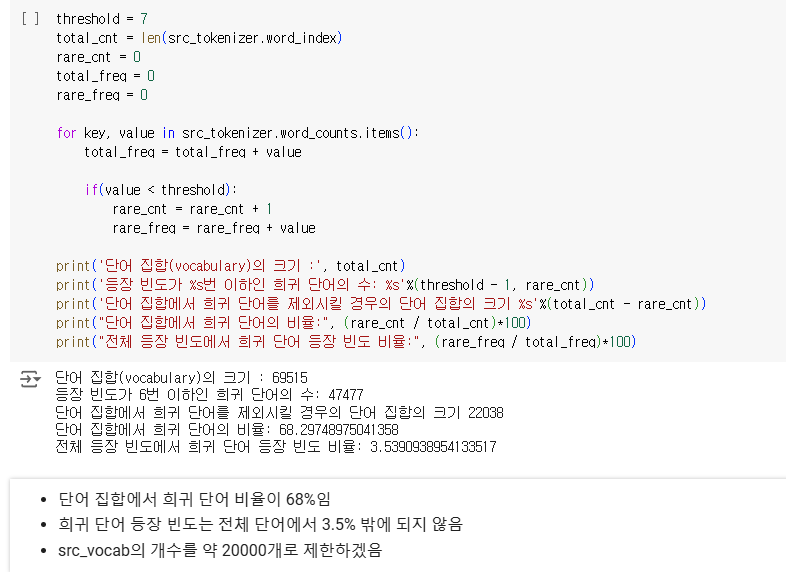 [ ] threshold = 7
total_cnt = len(src_tokenizer.word_index)
rare_cnt = 0
total_freq = 0
rare_freq = 0
for key, value in src_tokenizer.word_counts.items():
total_freq = total_freq + value
if(value < threshold):
rare_cnt = rare_cnt + 1
rare_freq = rare_freq + value
print('단어 집합(vocabulary)의 크기 :', total_cnt)
print('등장 빈도가 %s번 이하인 희귀 단어의 수: %s'%(threshold - 1, rare_cnt))
print('단어 집합에서 희귀 단어를 제외시킬 경우의 단어 집합의 크기 %s'%(total_cnt - rare_cnt))
print("단어 집합에서 희귀 단어의 비율:", (rare_cnt / total_cnt)*100)
print("전체 등장 빈도에서 희귀 단어 등장 빈도 비율:", (rare_freq / total_freq)*100)
단어 집합(vocabulary)의 크기 : 69515
등장 빈도가 6번 이하인 희귀 단어의 수: 47477
단어 집합에서 희귀 단어를 제외시킬 경우의 단어 집합의 크기 22038
단어 집합에서 희귀 단어의 비율: 68.29748975041358
전체 등장 빈도에서 희귀 단어 등장 빈도 비율: 3.5390938954133517
• 단어 집합에서 희귀 단어 비율이 68%임
• 희귀 단어 등장 빈도는 전체 단어에서 3.5% 밖에 되지 않음
• src_vocab의 개수를 약 20000개로 제한하겠음